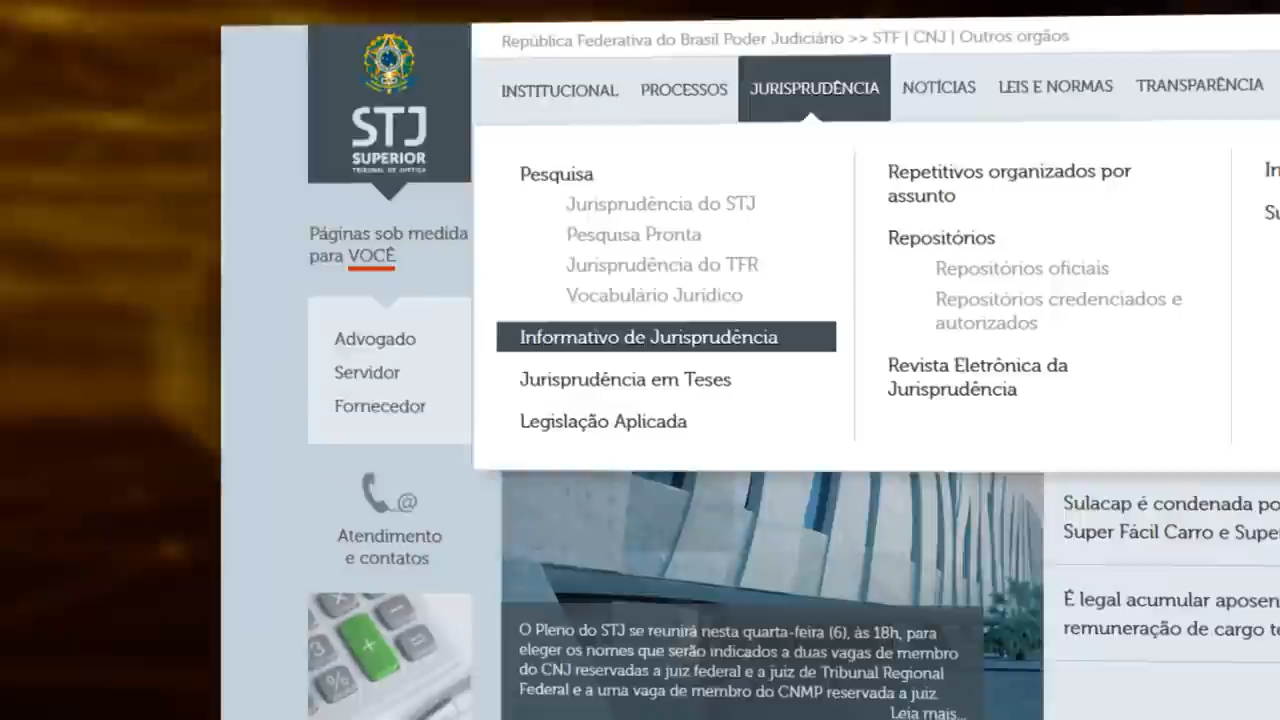 República Federativa do Brasil Poder Judiciário >> STF | CNJ | Outros orgãos
STJ
SUPERIOR
TRIBUNAL DE JUSTIÇA
INSTITUCIONAL PROCESSOS JURISPRUDÊNCIA NOTÍCIAS LEIS E NORMAS TRANSPARÊNCIA
Páginas sob medida
para VOCÊ
Advogado
Servidor
Fornecedor
Atendimento
e contatos
Pesquisa
Jurisprudência do STJ
Pesquisa Pronta
Jurisprudência do TFR
Vocabulário Jurídico
Informativo de Jurisprudência
Jurisprudência em Teses
Legislação Aplicada
Repetitivos organizados por
assunto
Repositórios
Repositórios oficiais
Repositórios credenciados e
autorizados
Revista Eletrônica da
Jurisprudência
O Pleno do STJ se reunirá nesta quarta-feira (6), às 18h, para
eleger os nomes que serão indicados a duas vagas de membro
do CNJ reservadas a juiz federal e a juiz de Tribunal Regional
Federal e a uma vaga de membro do CNMP reservada a juiz.
Leia mais...
Sulacap é condenada po
Super Fácil Carro e Supe
É legal acumular aposen
remuneração de cargo te